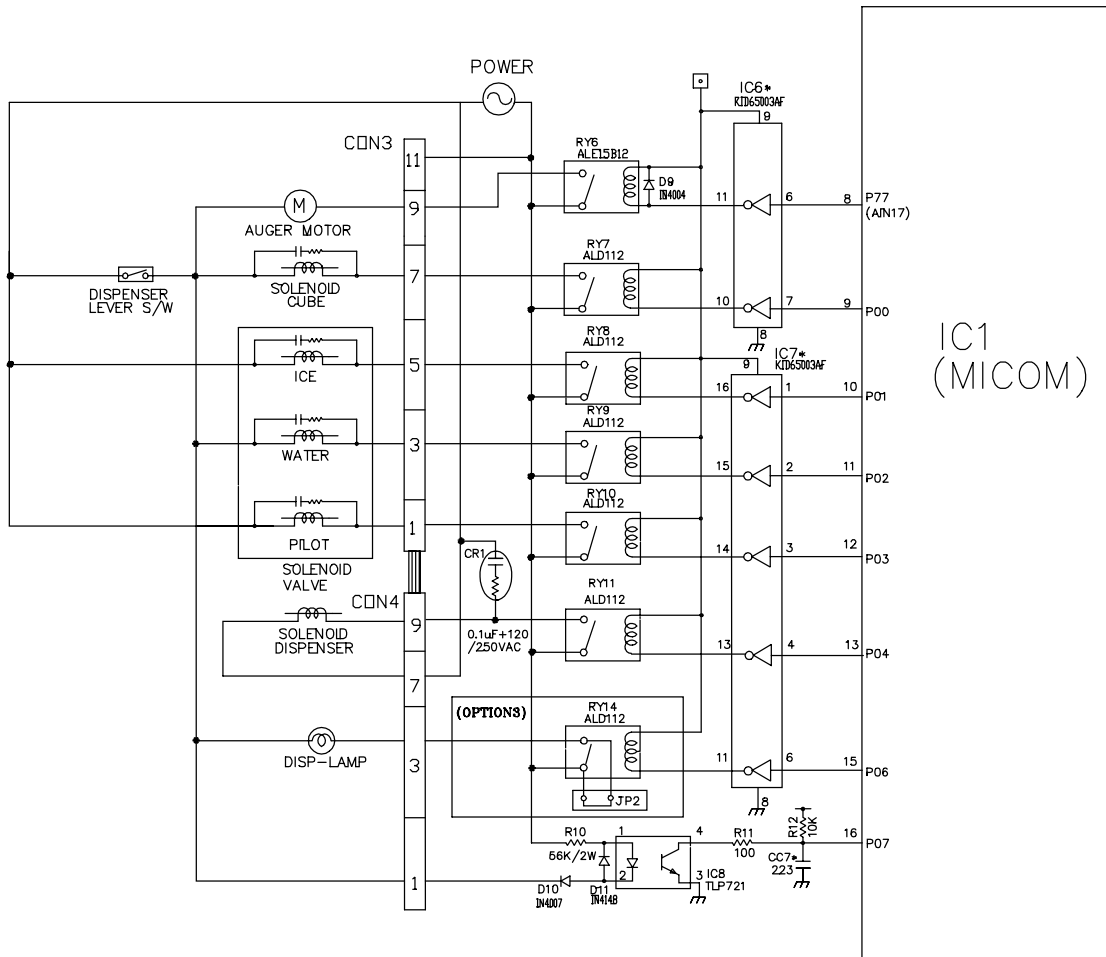 POWER
CON3
11
9
7
5
3
1
M
AUGER MOTOR
SOLENOID
CUBE
DISPENSER
LEVER S/W
ICE
WATER
PILOT
SOLENOID
VALVE
CON4
9
7
3
1
SOLENOID
DISPENSER
DISP-LAMP
CR1
0.1uF+120
/250VAC
RY6
ALE15B12
D9
IN4004
RY7
ALD112
RY8
ALD112
RY9
ALD112
RY10
ALD112
RY11
ALD112
(OPTION3)
RY14
ALD112
JP2
IC6*
KID65003AF
9
11
6
10
7
8
IC7*
KID65003AF
9
16
1
15
2
14
3
13
4
11
6
8
8
P77
(AIN17)
9
P00
10
P01
11
P02
12
P03
13
P04
15
P06
16
P07
IC1
(MICOM)
R10
56K/2W
D10
IN4007
D11
IN4148
1
2
4
3
IC8
TLP721
R11
100
R12
10K
CC7*
223